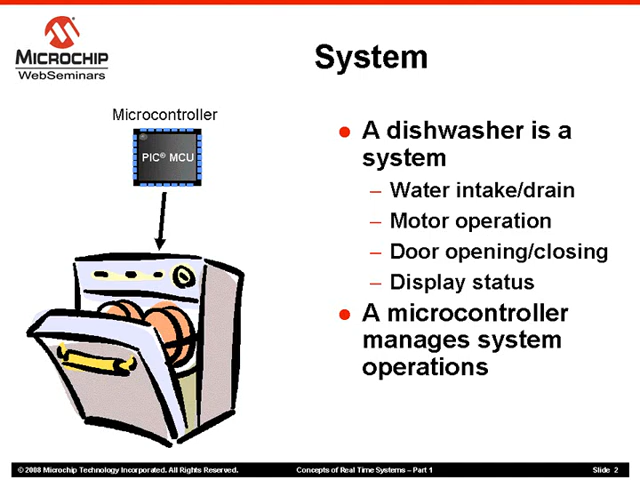 MICROCHIP
WebSeminars
System
Microcontroller
PIC® MCU
● A dishwasher is a
system
– Water intake/drain
– Motor operation
– Door opening/closing
– Display status
● A microcontroller
manages system
operations
© 2008 Microchip Technology Incorporated. All Rights Reserved. Concepts of Real Time Systems – Part 1 Slide 2